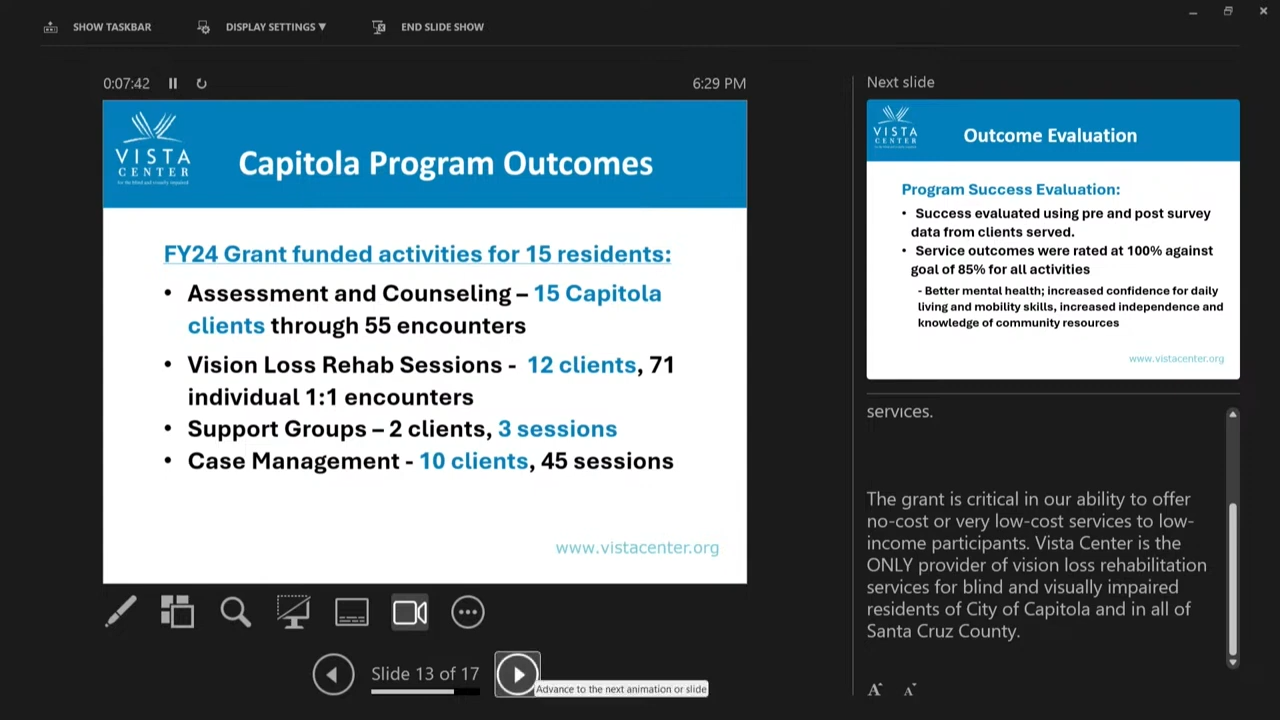 SHOW TASKBAR
DISPLAY SETTINGS ▼
END SLIDE SHOW
0:07:42
6:29 PM
VISTA
CENTER
Capitola Program Outcomes
FY24 Grant funded activities for 15 residents:
• Assessment and Counseling – 15 Capitola
clients through 55 encounters
• Vision Loss Rehab Sessions - 12 clients, 71
individual 1:1 encounters
• Support Groups – 2 clients, 3 sessions
• Case Management - 10 clients, 45 sessions
www.vistacenter.org
Slide 13 of 17
Advance to the next animation or slide
Next slide
VISTA
CENTER
Outcome Evaluation
Program Success Evaluation:
• Success evaluated using pre and post survey
data from clients served.
• Service outcomes were rated at 100% against
goal of 85% for all activities
- Better mental health; increased confidence for daily
living and mobility skills, increased independence and
knowledge of community resources
www.vistacenter.org
services.
The grant is critical in our ability to offer
no-cost or very low-cost services to low-
income participants. Vista Center is the
ONLY provider of vision loss rehabilitation
services for blind and visually impaired
residents of City of Capitola and in all of
Santa Cruz County.
A A